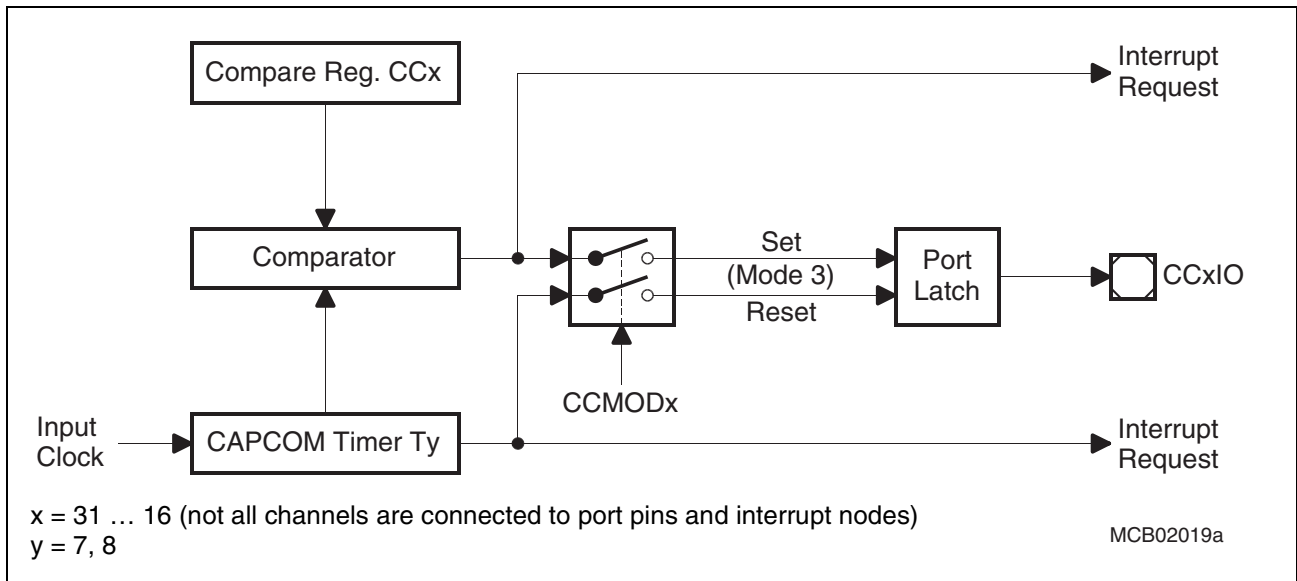 Compare Reg. CCx
Interrupt
Request
Comparator
Set
(Mode 3)
Reset
Port
Latch
CCxIO
CCMODx
Input
Clock
CAPCOM Timer Ty
Interrupt
Request
x = 31 … 16 (not all channels are connected to port pins and interrupt nodes)
y = 7, 8
MCB02019a